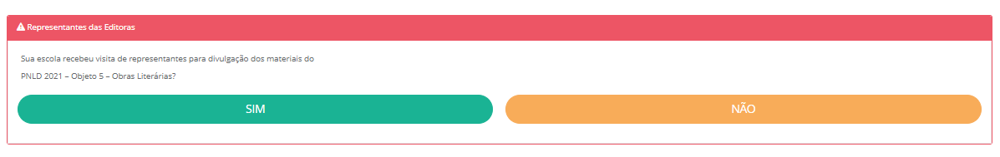 Representantes das Editoras
Sua escola recebeu visita de representantes para divulgação dos materiais do
PNLD 2021 – Objeto 5 – Obras Literárias?
SIM
NÃO